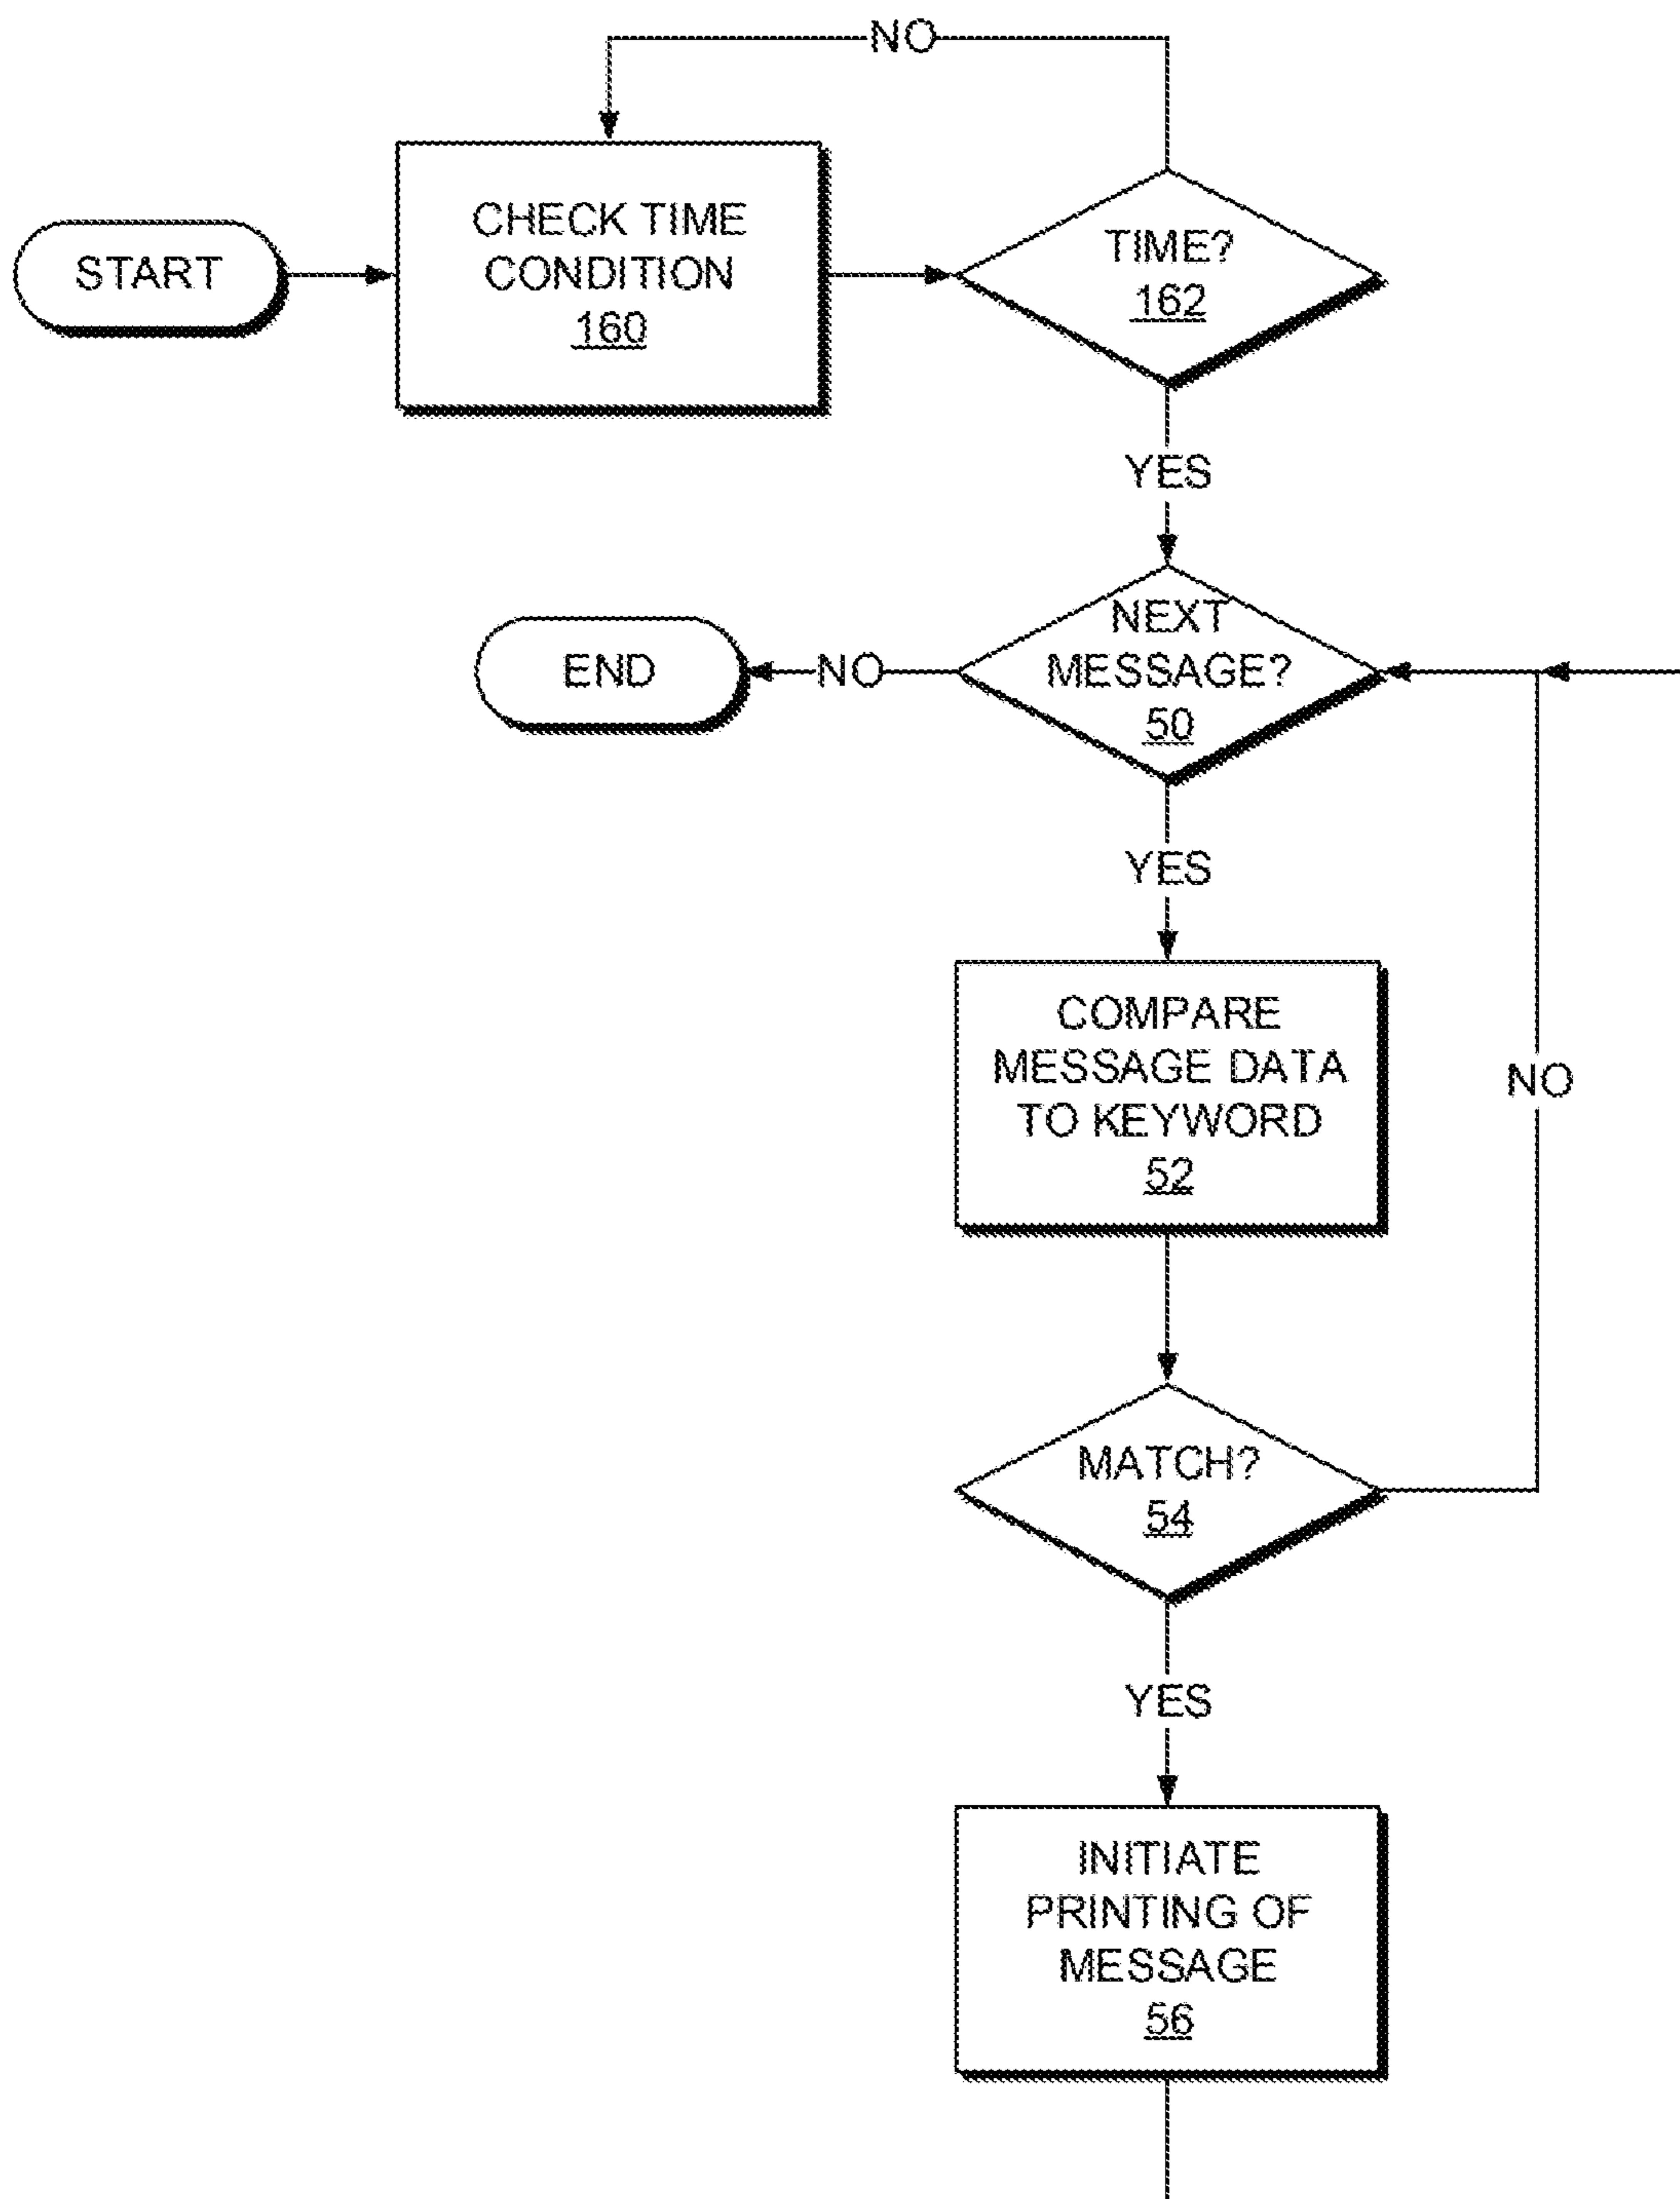 NO
START
CHECK TIME
CONDITION
160
TIME?
162
YES
NEXT
MESSAGE?
50
NO
END
YES
COMPARE
MESSAGE DATA
TO KEYWORD
52
NO
MATCH?
54
YES
INITIATE
PRINTING OF
MESSAGE
56